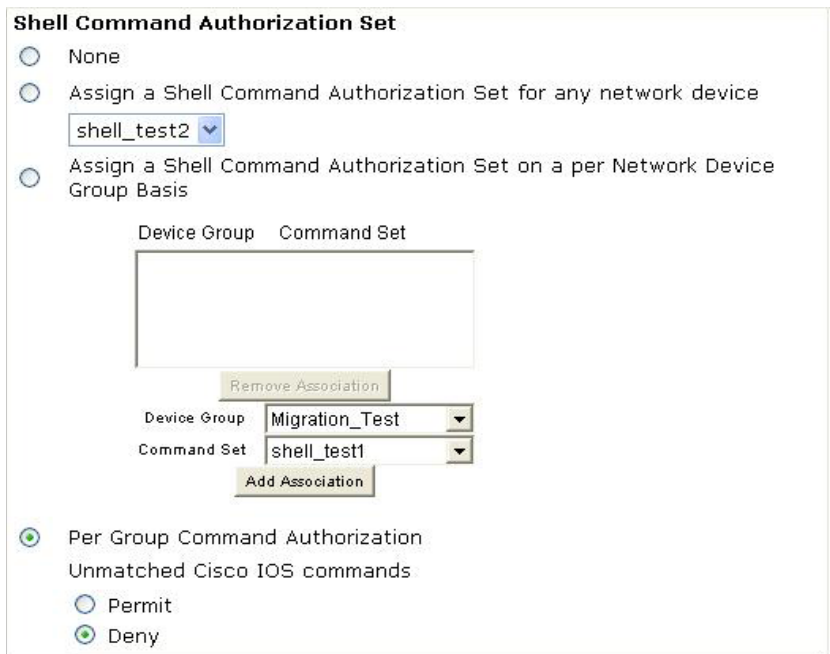 Shell Command Authorization Set
None
Assign a Shell Command Authorization Set for any network device
shell_test2
Assign a Shell Command Authorization Set on a per Network Device
Group Basis
Device Group Command Set
Remove Association
Device Group Migration_Test
Command Set shell_test1
Add Association
Per Group Command Authorization
Unmatched Cisco IOS commands
Permit
Deny